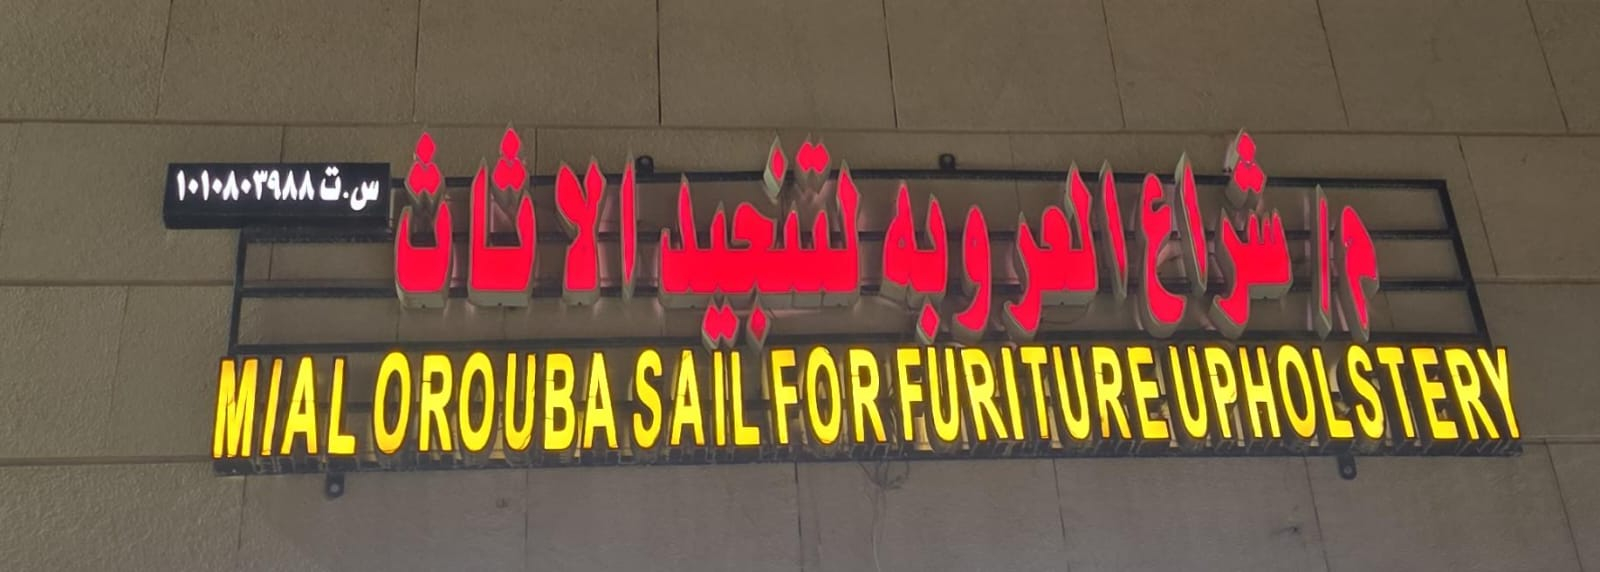 م/ شراع العروبه لتنجيد الاثاث
س.ت ١٠١٠٨٠٣٩٨٨
M/AL OROUBA SAIL FOR FURITURE UPHOLSTERY